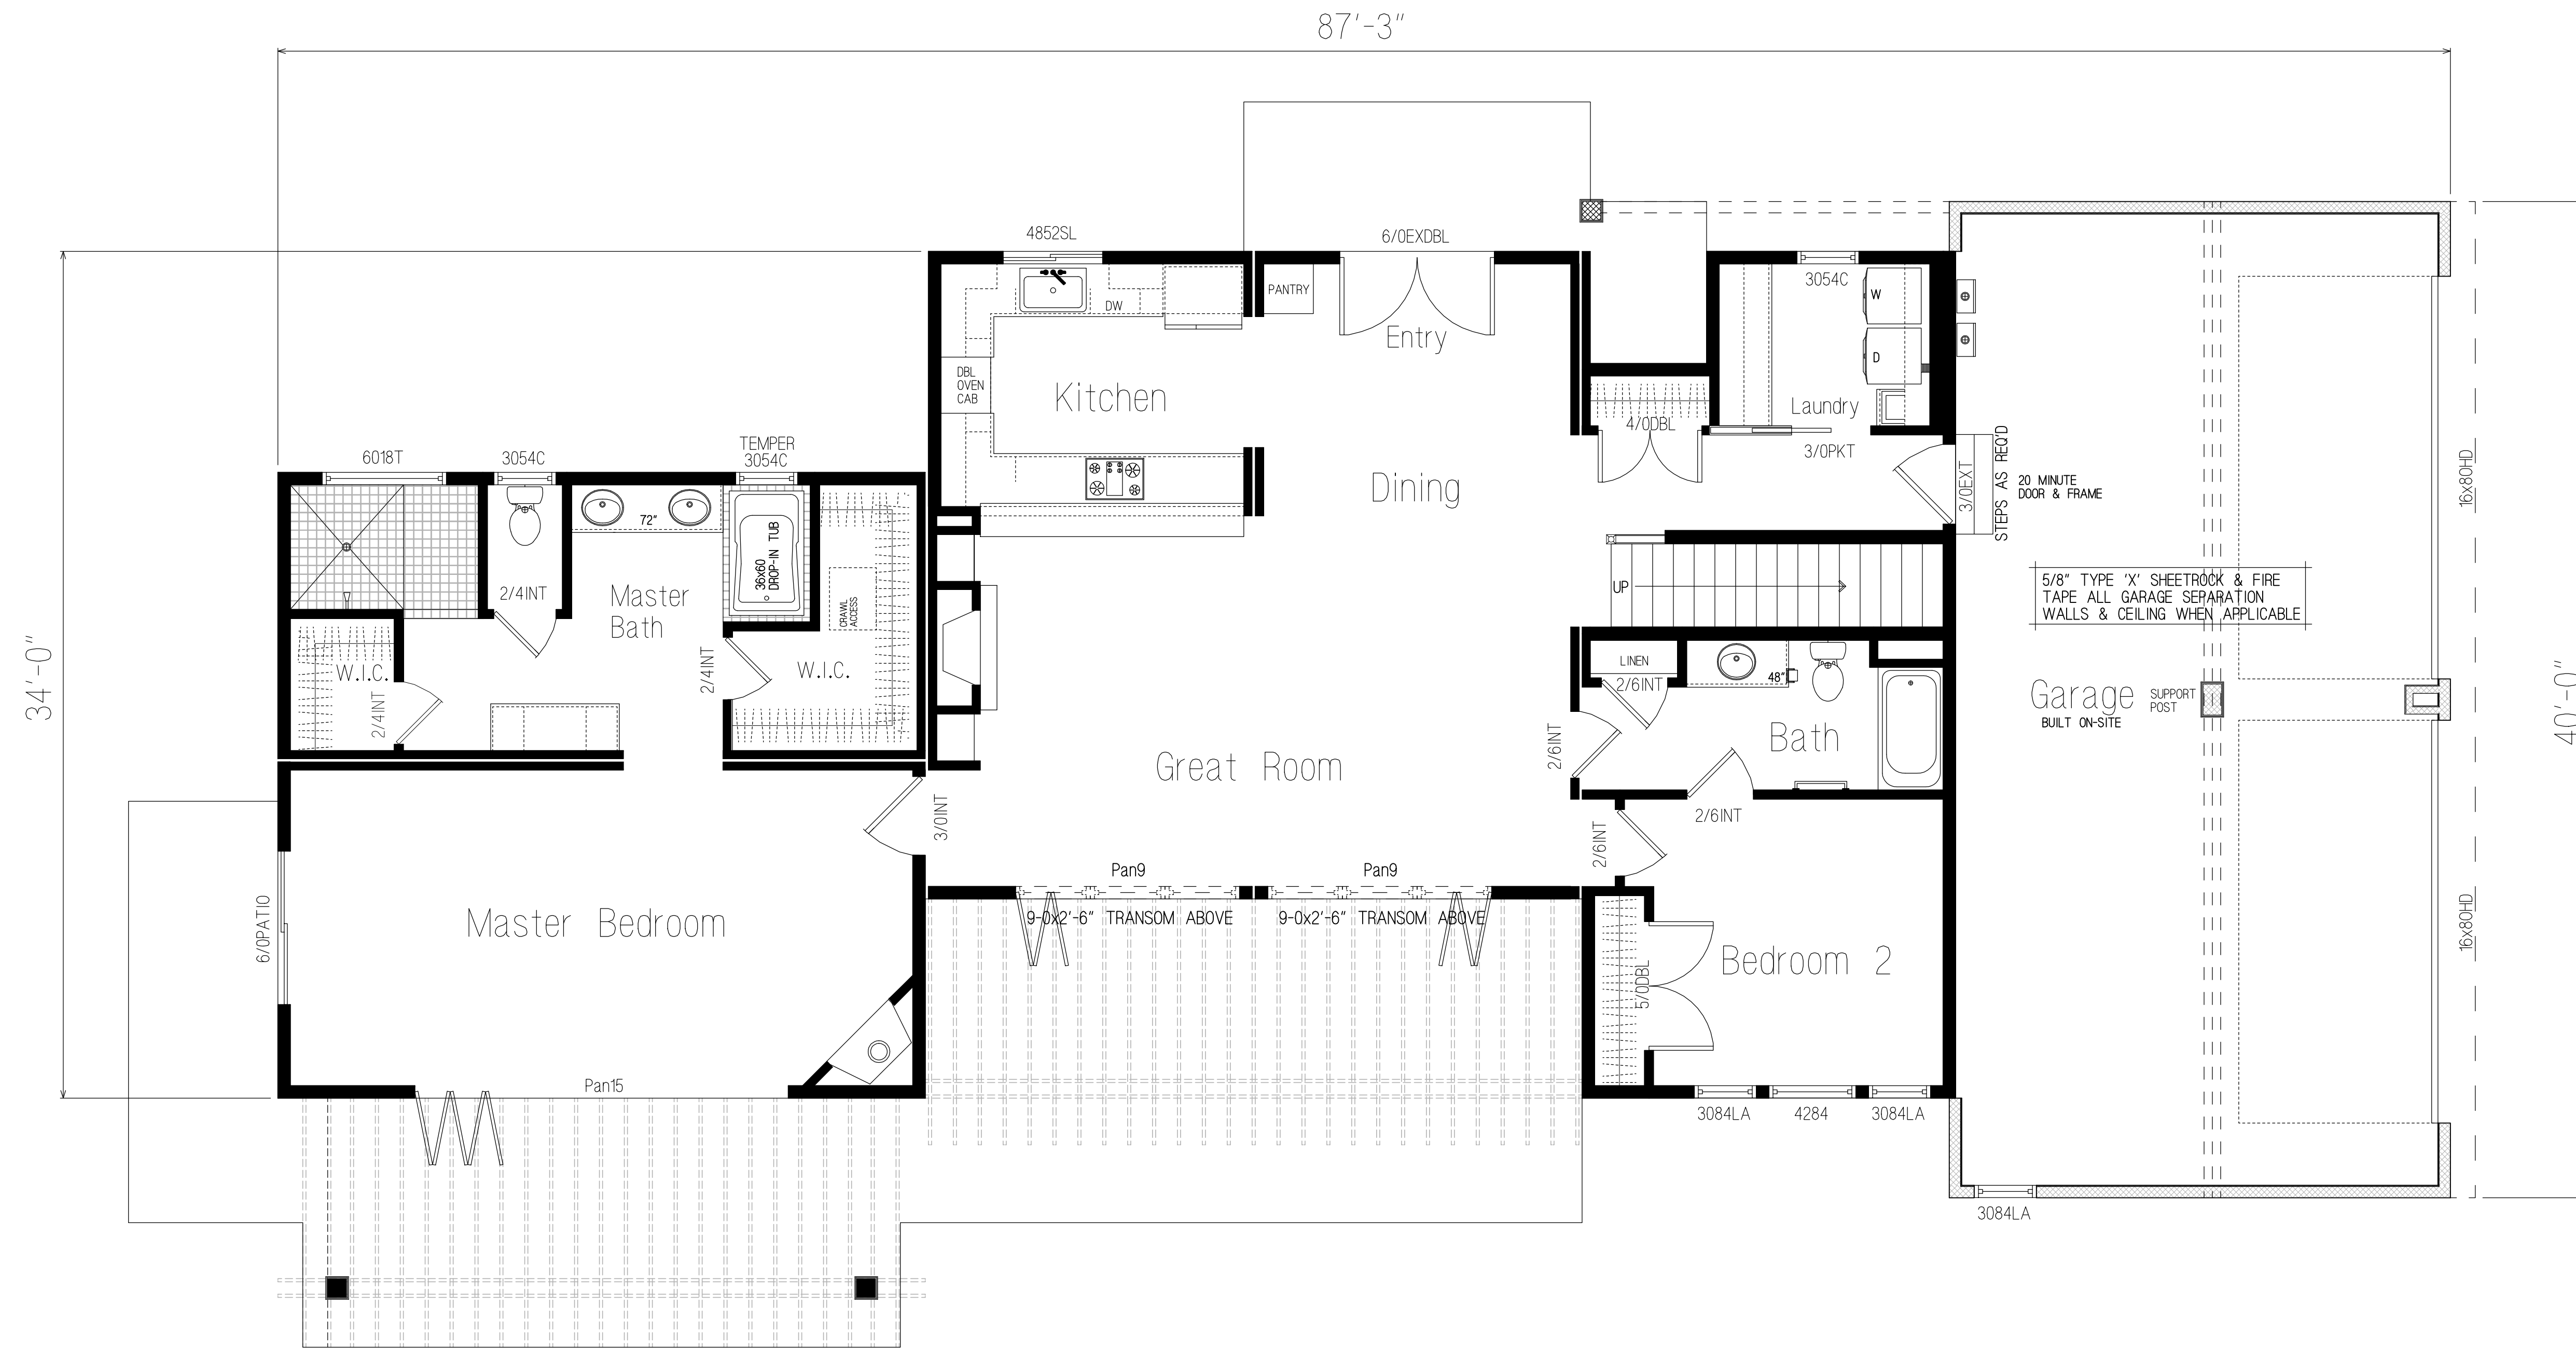 87'-3"
4852SL
6/0EXDBL
PANTRY
3054C
W
DW
Entry
D
DBL
OVEN
CAB
Kitchen
Laundry
4/0DBL
3/0PKT
6018T
3054C
TEMPER
3054C
Dining
3/0EXT
STEPS AS REQ'D
20 MINUTE
DOOR & FRAME
16x80HD
72"
36x60
DROP-IN TUB
2/4INT
Master
Bath
CRAWL
ACCESS
UP
5/8" TYPE 'X' SHEETROCK & FIRE
TAPE ALL GARAGE SEPARATION
WALLS & CEILING WHEN APPLICABLE
34'-0"
W.I.C.
2/4INT
2/4INT
W.I.C.
LINEN
2/6INT
48"
Garage
BUILT ON-SITE
SUPPORT
POST
40'-0"
Great Room
2/6INT
Bath
3/0INT
2/6INT
2/6INT
Pan9
Pan9
9-0x2'-6" TRANSOM ABOVE
9-0x2'-6" TRANSOM ABOVE
6/0PATIO
Master Bedroom
5/0DBL
Bedroom 2
16x80HD
Pan15
3084LA
4284
3084LA
3084LA